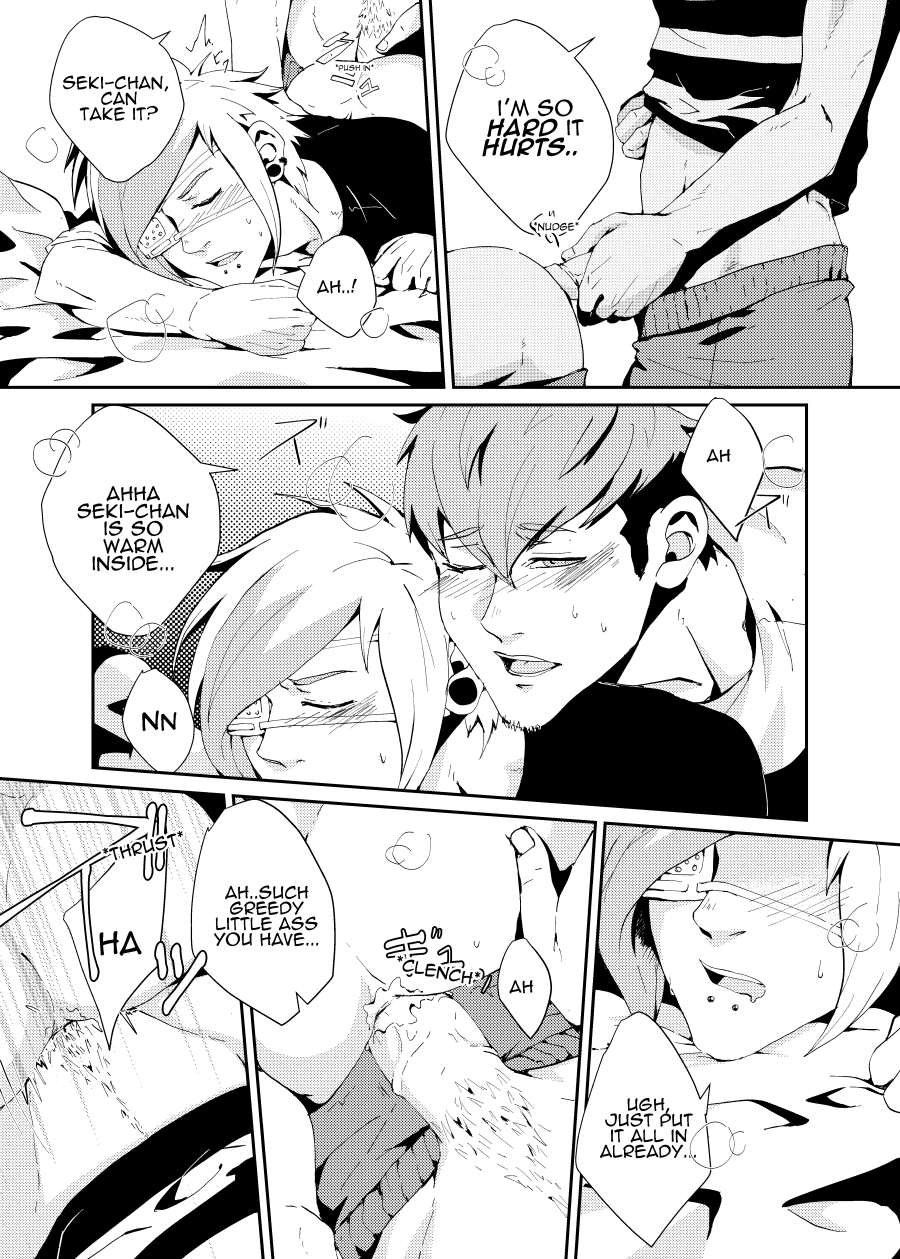 I'M SO
HARD IT
HURTS..
*NUDGE*
*PUSH IN*
SEKI-CHAN,
CAN
TAKE IT?
AH..!
AH
AHHA
SEKI-CHAN
IS SO
WARM
INSIDE...
NN
*THRUST*
HA
AH..SUCH
GREEDY
LITTLE ASS
YOU HAVE...
*CLENCH*
AH
UGH,
JUST PUT
IT ALL IN
ALREADY...